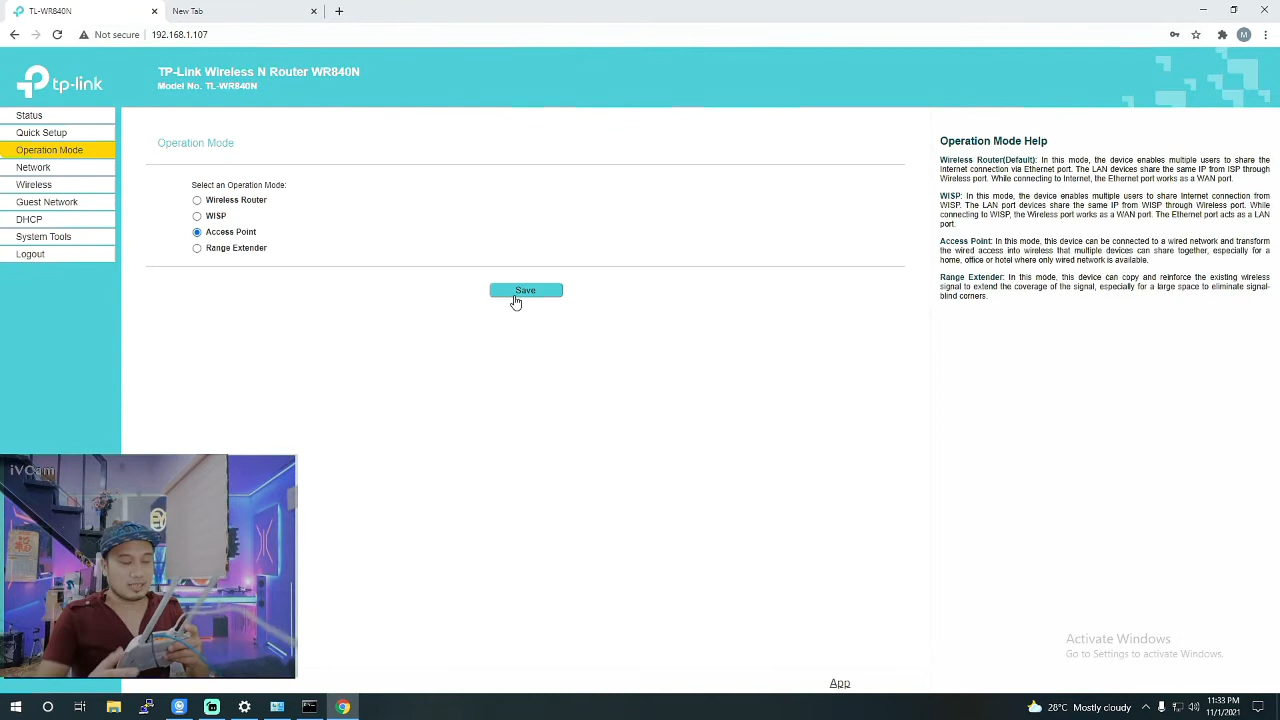 TL-WR840N
New Tab
Not secure
192.168.1.107
M
tp-link
TP-Link Wireless N Router WR840N
Model No. TL-WR840N
Status
Quick Setup
Operation Mode
Network
Wireless
Guest Network
DHCP
System Tools
Logout
Operation Mode
Select an Operation Mode:
Wireless Router
WISP
Access Point
Range Extender
Save
Operation Mode Help
Wireless Router(Default): In this mode, the device enables multiple users to share the
Internet connection via Ethernet port. The LAN devices share the same IP from ISP through
Wireless port. While connecting to Internet, the Ethernet port works as a WAN port.
WISP: In this mode, the device enables multiple users to share Internet connection from
WISP. The LAN port devices share the same IP from WISP through Wireless port. While
connecting to WISP, the Wireless port works as a WAN port. The Ethernet port acts as a LAN
port.
Access Point: In this mode, this device can be connected to a wired network and transform
the wired access into wireless that multiple devices can share together, especially for a
home, office or hotel where only wired network is available.
Range Extender: In this mode, this device can copy and reinforce the existing wireless
signal to extend the coverage of the signal, especially for a large space to eliminate signal-
blind corners.
iVCam
福
Activate Windows
Go to Settings to activate Windows.
App
28°C Mostly cloudy
11:33 PM
11/1/2021